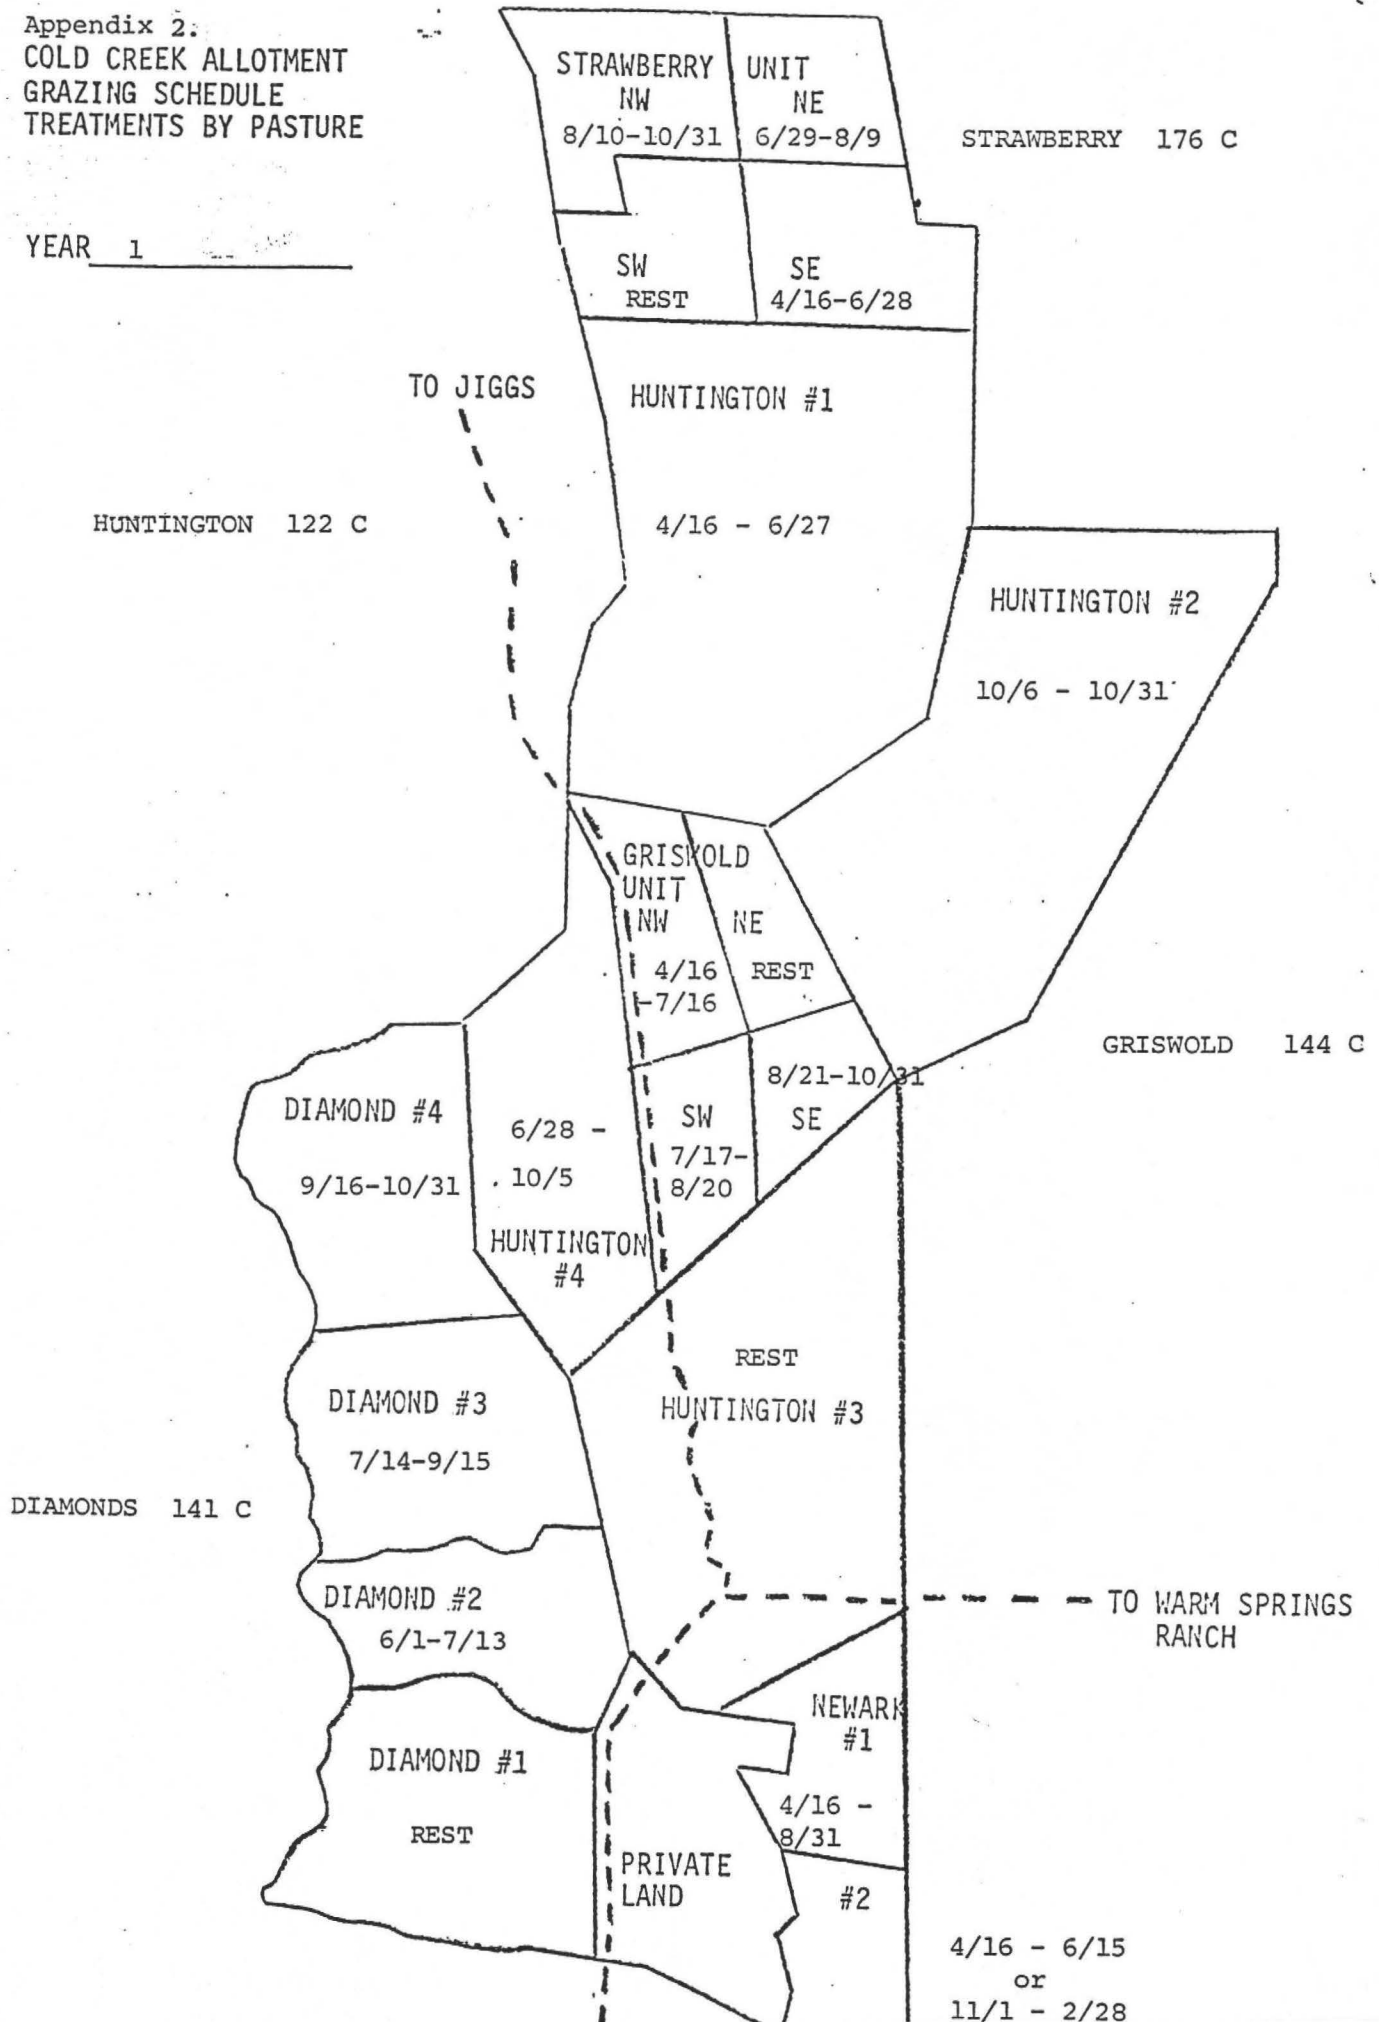 Appendix 2.
COLD CREEK ALLOTMENT
GRAZING SCHEDULE
TREATMENTS BY PASTURE
YEAR 1
STRAWBERRY UNIT
NW NE
8/10-10/31 6/29-8/9
STRAWBERRY 176 C
SW SE
REST 4/16-6/28
TO JIGGS
HUNTINGTON #1
HUNTINGTON 122 C
4/16 - 6/27
HUNTINGTON #2
10/6 - 10/31
GRISWOLD
UNIT
NW NE
4/16 REST
-7/16
GRISWOLD 144 C
8/21-10/31
SE
SW
7/17-
8/20
DIAMOND #4
9/16-10/31
6/28 -
10/5
HUNTINGTON
#4
REST
HUNTINGTON #3
DIAMOND #3
7/14-9/15
DIAMONDS 141 C
DIAMOND #2
6/1-7/13
TO WARM SPRINGS
RANCH
NEWARK
#1
4/16 -
8/31
DIAMOND #1
REST
PRIVATE
LAND
#2
4/16 - 6/15
or
11/1 - 2/28